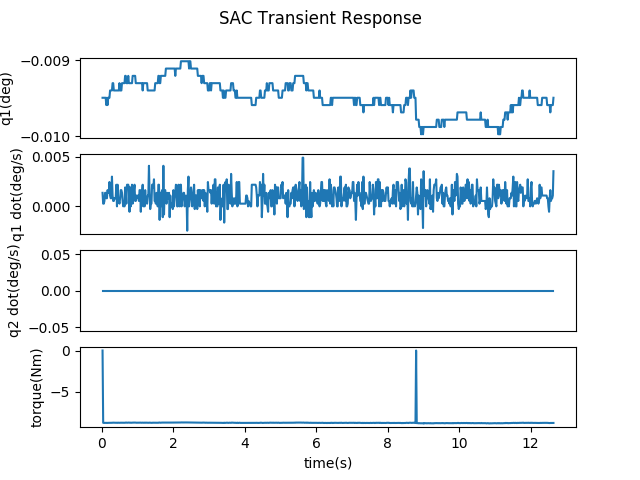 SAC Transient Response
−0.009
−0.010
q1(deg)
0.005
0.000
q1 dot(deg/s)
0.05
0.00
−0.05
q2 dot(deg/s)
0
−5
torque(Nm)
0 2 4 6 8 10 12
time(s)